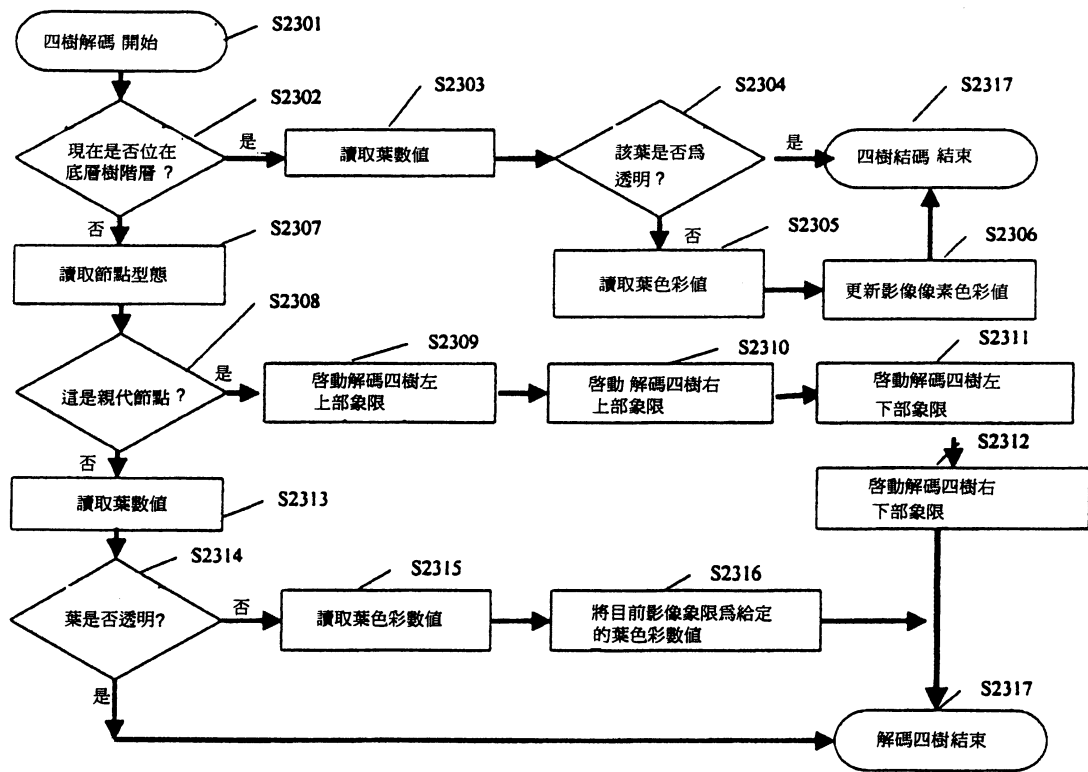 S2301
四樹解碼 開始
S2302
S2303
S2304
S2317
現在是否位在
底層樹階層？
是
讀取葉數值
該葉是否爲
透明？
是
四樹結碼 結束
否
S2307
否
S2305
S2306
讀取節點型態
讀取葉色彩值
更新影像像素色彩值
S2308
S2309
S2310
S2311
這是親代節點？
是
啓動解碼四樹左
上部象限
啓動 解碼四樹右
上部象限
啓動解碼四樹左
下部象限
否
S2312
讀取葉數值
S2313
啓動解碼四樹右
下部象限
S2314
S2315
S2316
葉是否透明?
否
讀取葉色彩數值
將目前影像象限爲給定
的葉色彩數值
是
S2317
解碼四樹結束